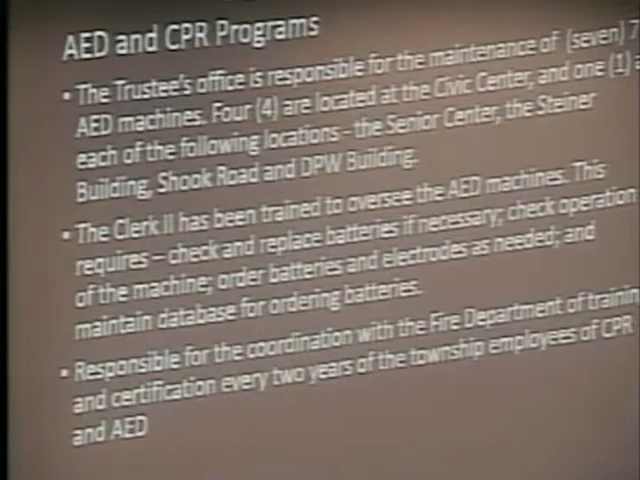 AED and CPR Programs
• The Trustee's office is responsible for the maintenance of (seven) 7
AED machines. Four (4) are located at the Civic Center, and one (1) a
each of the following locations - the Senior Center, the Steiner
Building, Shook Road and DPW Building.
• The Clerk II has been trained to oversee the AED machines. This
requires – check and replace batteries if necessary; check operation
of the machine; order batteries and electrodes as needed; and
maintain database for ordering batteries.
• Responsible for the coordination with the Fire Department of trainin
and certification every two years of the township employees of CPR
and AED